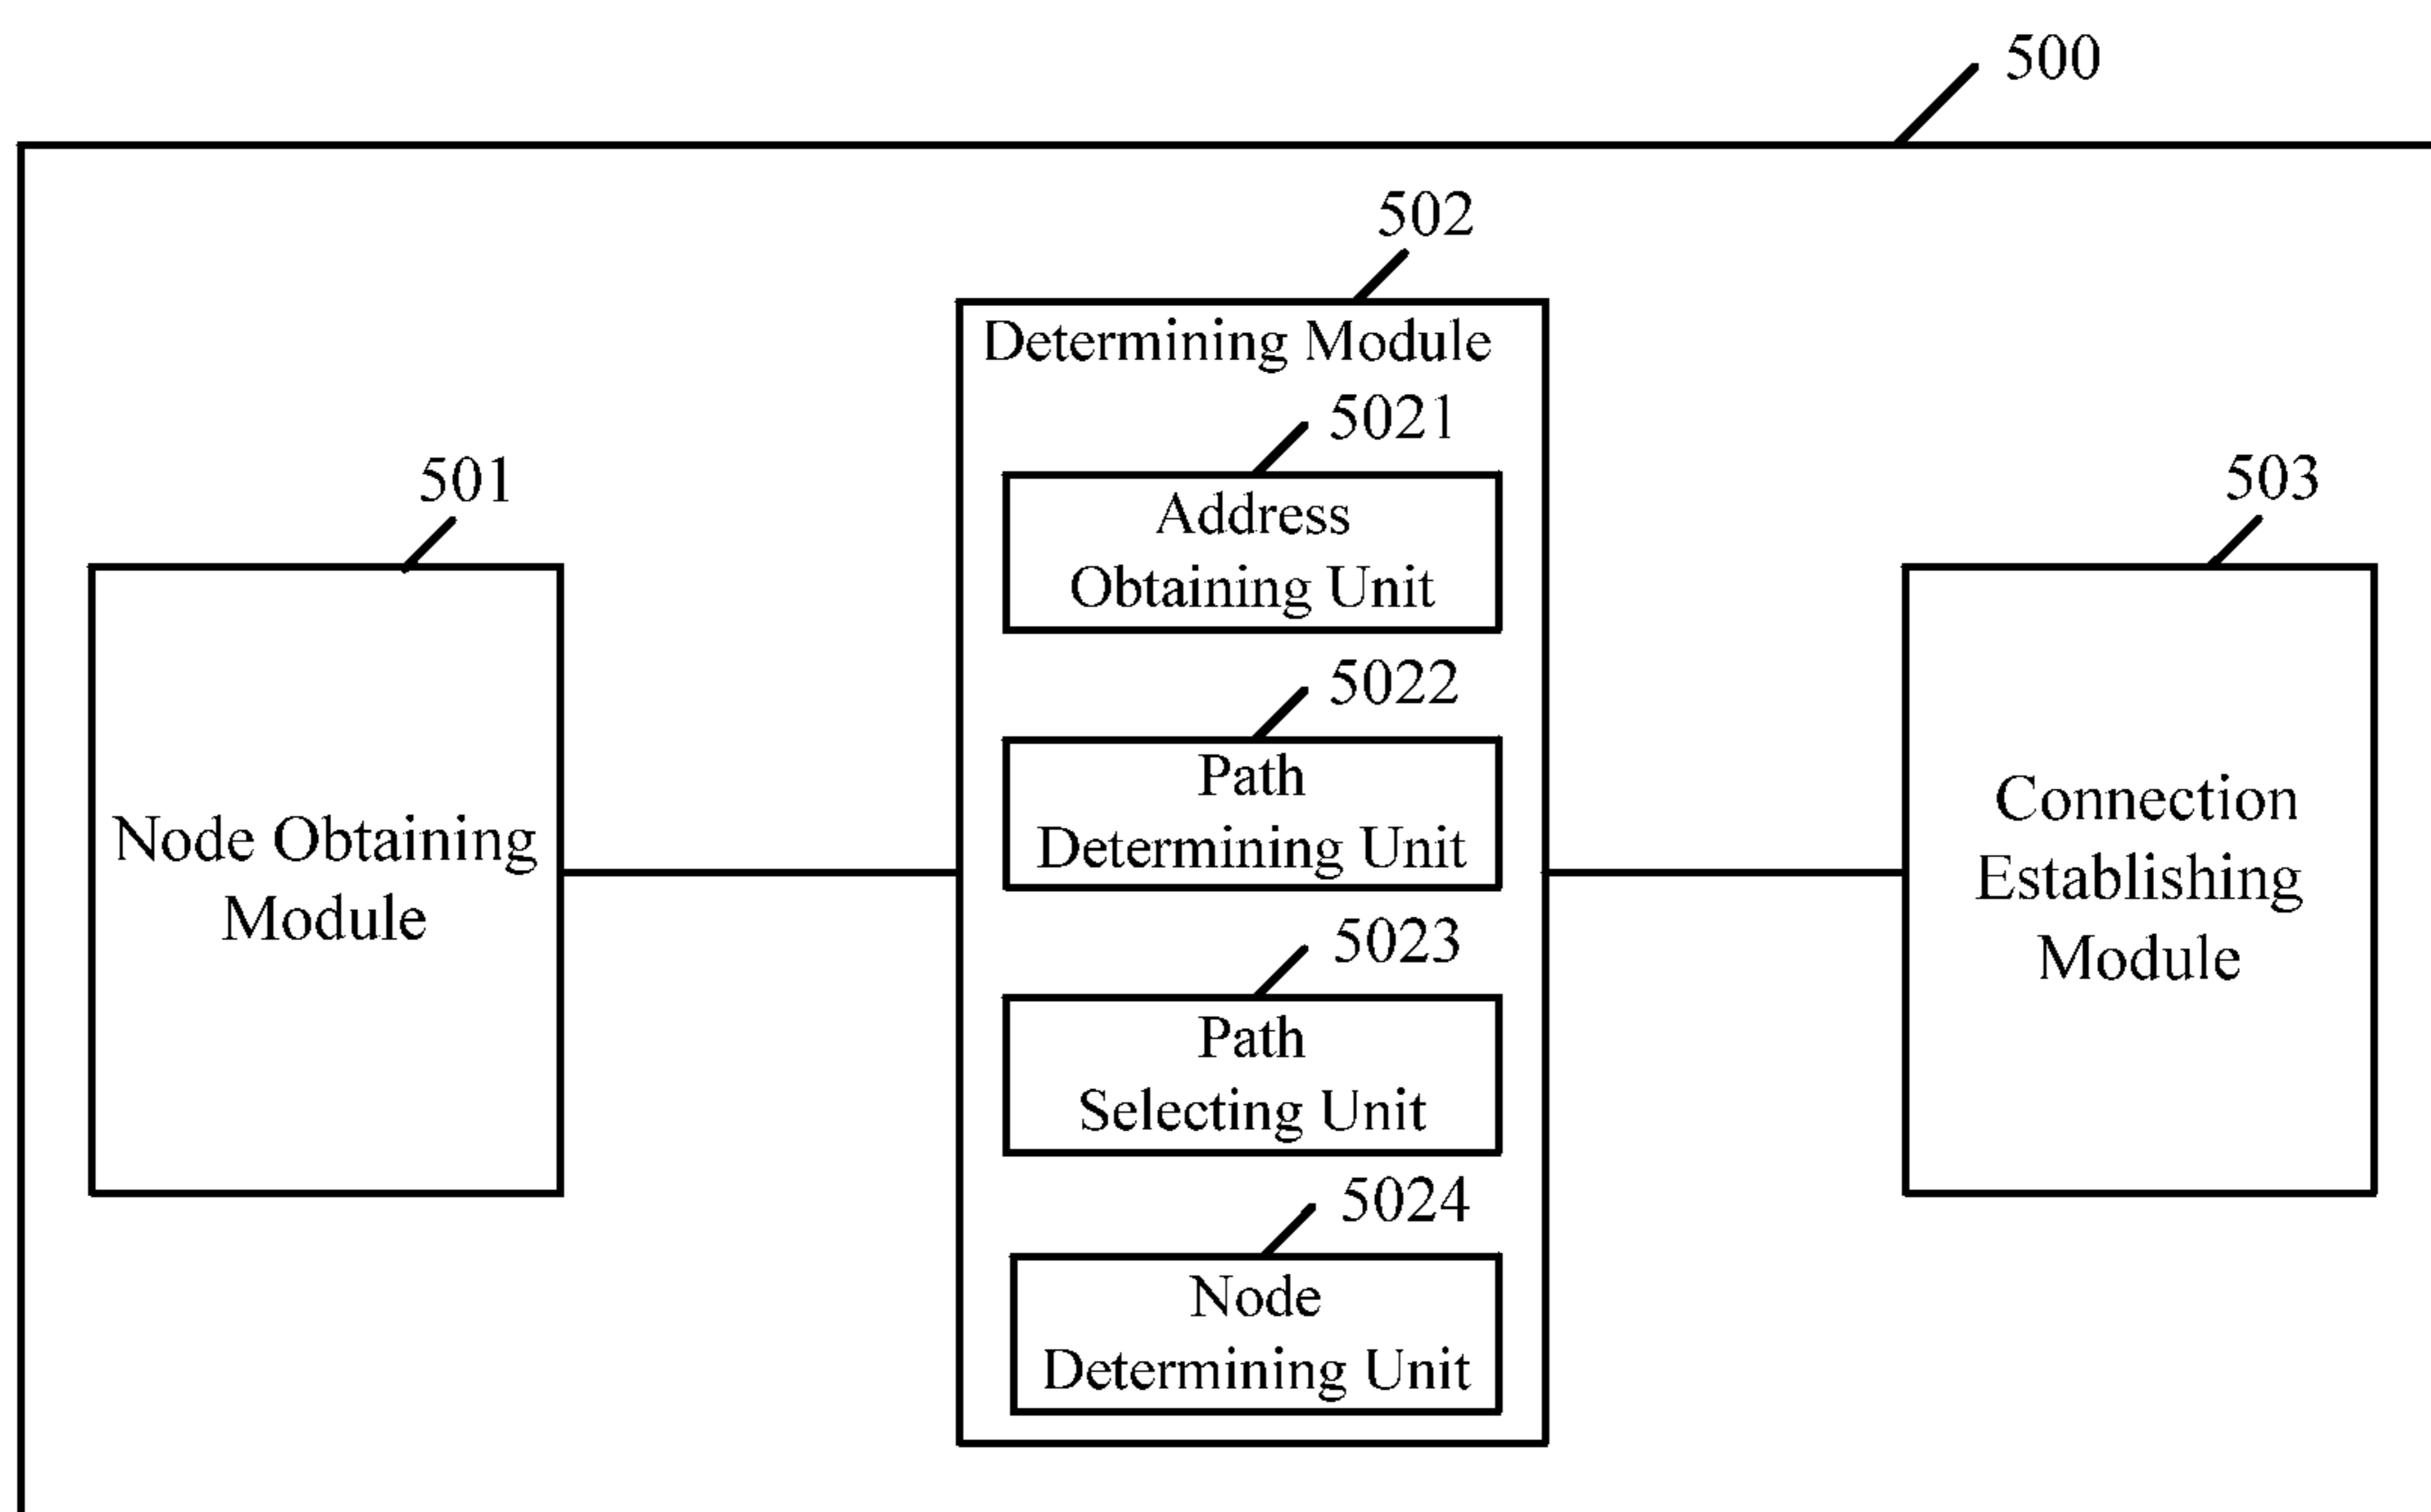 500
502
Determining Module
5021
Address
Obtaining Unit
5022
Path
Determining Unit
5023
Path
Selecting Unit
5024
Node
Determining Unit
501
Node Obtaining
Module
503
Connection
Establishing
Module